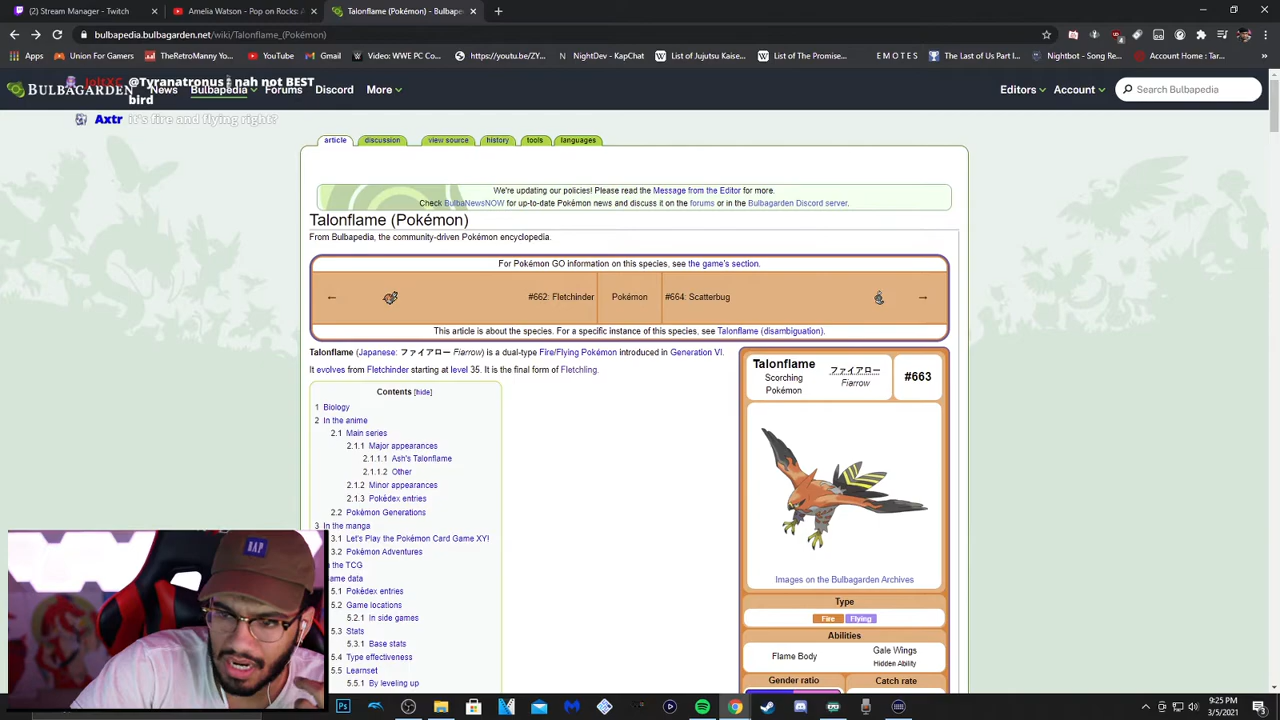 (2) Stream Manager - Twitch
Amelia Watson - Pop On Rocks
Talonflame (Pokémon) - Bulbaped
bulbapedia.bulbagarden.net/wiki/Talonflame_(Pokémon)
Apps
Union For Gamers
TheRetroMany - You...
YouTube
Gmail
Weebly - WWE PC C...
https://youtu.be/ZY...
NightDev - KapChat
List of Jujutsu Kaise...
List of One Punch M...
E M O T E S
The Last of Us Part I...
Nightbot - Song Re...
Account Home : Tar...
JoltXC @Tyranatronus nah not BEST
bird
BULBAGARDEN
News
Bulbapedia
Forums
Discord
More
Editors
Account
Search Bulbapedia
Axtr it's fire and flying right?
article
discussion
view source
history
tools
languages
We're updating our policies! Please read the Message from the Editor for more.
Check BulbaNewsNOW for up-to-date Pokémon news and discuss it on the forums or in the Bulbagarden Discord server.
Talonflame (Pokémon)
From Bulbapedia, the community-driven Pokémon encyclopedia.
For Pokémon GO information on this species, see the game's section.
←
#662: Fletchinder
Pokémon
#664: Scatterbug
→
This article is about the species. For a specific instance of this species, see Talonflame (disambiguation).
Talonflame (Japanese: ファイアロー Fiarrow) is a dual-type Fire/Flying Pokémon introduced in Generation VI.
It evolves from Fletchinder starting at level 35. It is the final form of Fletchling.
Contents [hide]
1 Biology
2 In the anime
2.1 Main series
2.1.1 Major appearances
2.1.1.1 Ash's Talonflame
2.1.1.2 Other
2.1.2 Minor appearances
2.1.3 Pokédex entries
2.2 Pokémon Generations
3 In the manga
3.1 Let's Play the Pokémon Card Game XY!
3.2 Pokémon Adventures
the TCG
ame data
5.1 Pokédex entries
5.2 Game locations
5.2.1 In side games
5.3 Stats
5.3.1 Base stats
5.4 Type effectiveness
5.5 Learnset
5.5.1 By leveling up
Talonflame
Scorching
Pokémon
ファイアロー
Fiarrow
#663
Images on the Bulbagarden Archives
Type
Fire
Flying
Abilities
Flame Body
Gale Wings
Hidden Ability
Gender ratio
Catch rate
9:25 PM
3/5/2021